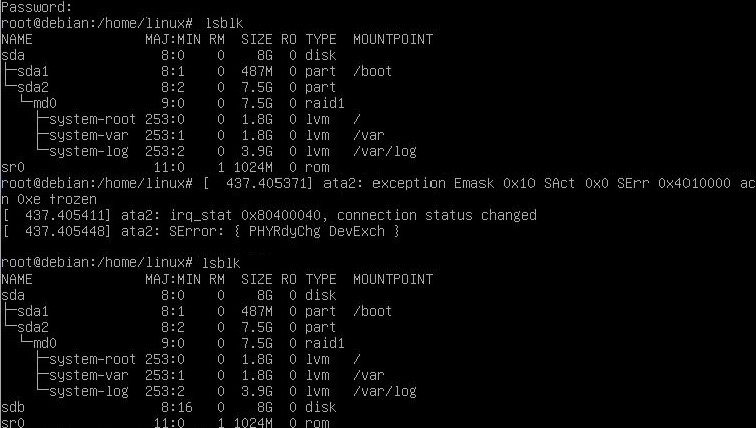 Password:
root@debian:/home/linux# lsblk
NAME                MAJ:MIN RM  SIZE RO TYPE  MOUNTPOINT
sda                   8:0    0    8G  0 disk
├─sda1                8:1    0  487M  0 part  /boot
└─sda2                8:2    0  7.5G  0 part
  └─md0               9:0    0  7.5G  0 raid1
    ├─system-root   253:0    0  1.8G  0 lvm   /
    ├─system-var    253:1    0  1.8G  0 lvm   /var
    └─system-log    253:2    0  3.9G  0 lvm   /var/log
sr0                  11:0    1 1024M  0 rom
root@debian:/home/linux# [  437.405371] ata2: exception Emask 0x10 SAct 0x0 SErr 0x4010000 ac
n 0xe frozen
[  437.405411] ata2: irq_stat 0x80400040, connection status changed
[  437.405448] ata2: SError: { PHYRdyChg DevExch }
root@debian:/home/linux# lsblk
NAME                MAJ:MIN RM  SIZE RO TYPE  MOUNTPOINT
sda                   8:0    0    8G  0 disk
├─sda1                8:1    0  487M  0 part  /boot
└─sda2                8:2    0  7.5G  0 part
  └─md0               9:0    0  7.5G  0 raid1
    ├─system-root   253:0    0  1.8G  0 lvm   /
    ├─system-var    253:1    0  1.8G  0 lvm   /var
    └─system-log    253:2    0  3.9G  0 lvm   /var/log
sdb                   8:16   0    8G  0 disk
sr0                  11:0    1 1024M  0 rom